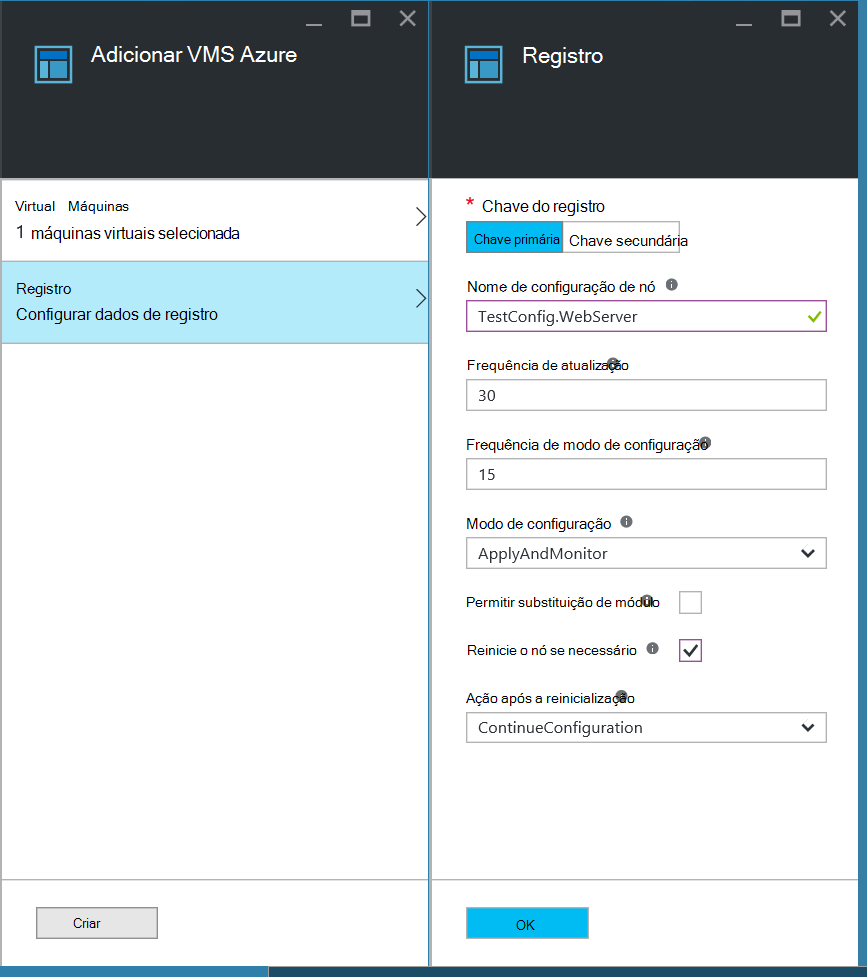 Adicionar VMS Azure
Virtual Máquinas
1 máquinas virtuais selecionada
Registro
Configurar dados de registro
Criar
Registro
* Chave do registro
Chave primária Chave secundária
Nome de configuração de nó
TestConfig.WebServer
Frequência de atualização
30
Frequência de modo de configuração
15
Modo de configuração
ApplyAndMonitor
Permitir substituição de módulo
Reinicie o nó se necessário
Ação após a reinicialização
ContinueConfiguration
OK